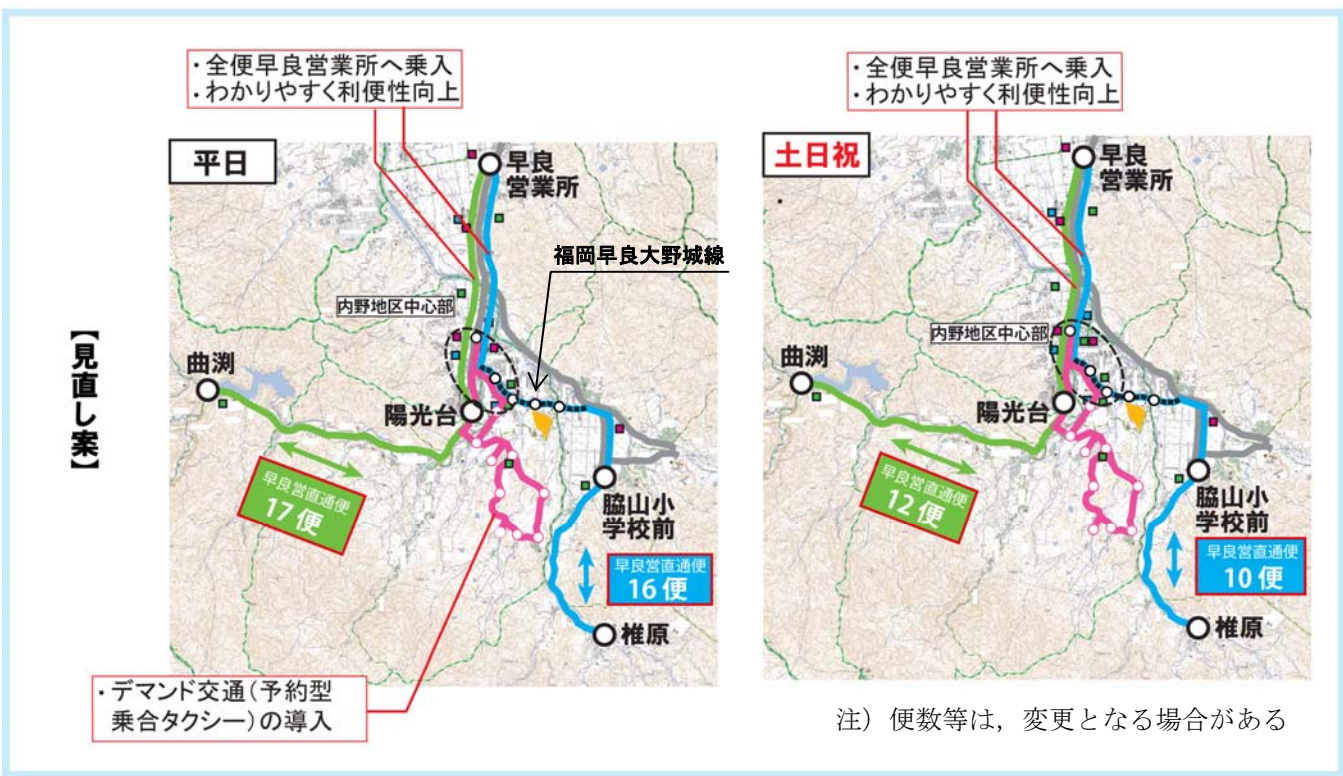 【見直し案】
・全便早良営業所へ乗入
・わかりやすく利便性向上
平日
早良
営業所
福岡早良大野城線
内野地区中心部
曲渕
陽光台
早良営直通便
17便
脇山小
学校前
早良営直通便
16便
椎原
・デマンド交通（予約型
乗合タクシー）の導入
・全便早良営業所へ乗入
・わかりやすく利便性向上
土日祝
早良
営業所
内野地区中心部
曲渕
陽光台
早良営直通便
12便
脇山小
学校前
早良営直通便
10便
椎原
注）便数等は，変更となる場合がある